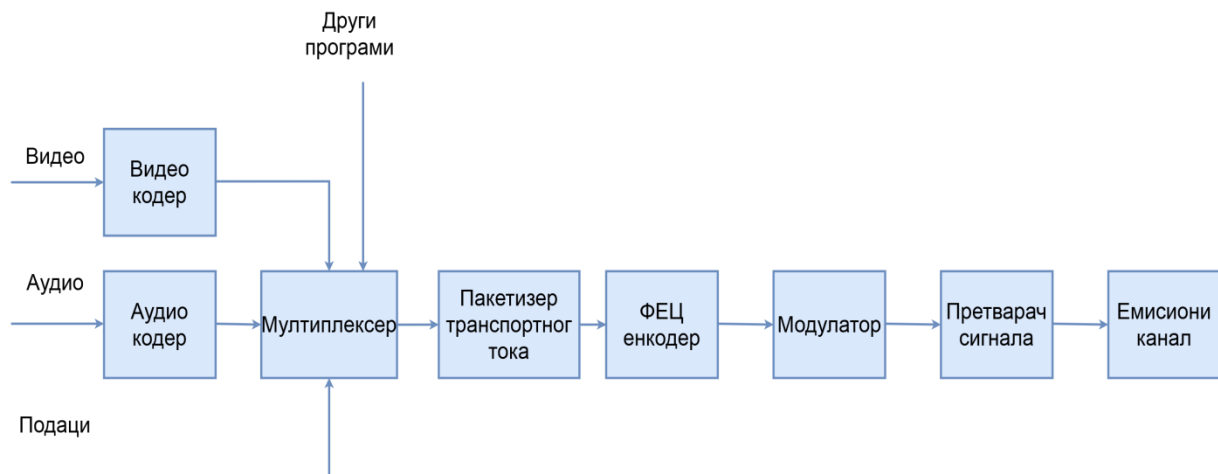 Други
програми
Видео
Видео
кодер
Аудио
Аудио
кодер
Мултиплексер
Пакетизер
транспортног
тока
ФЕЦ
енкодер
Модулатор
Претварач
сигнала
Емисиони
канал
Подаци